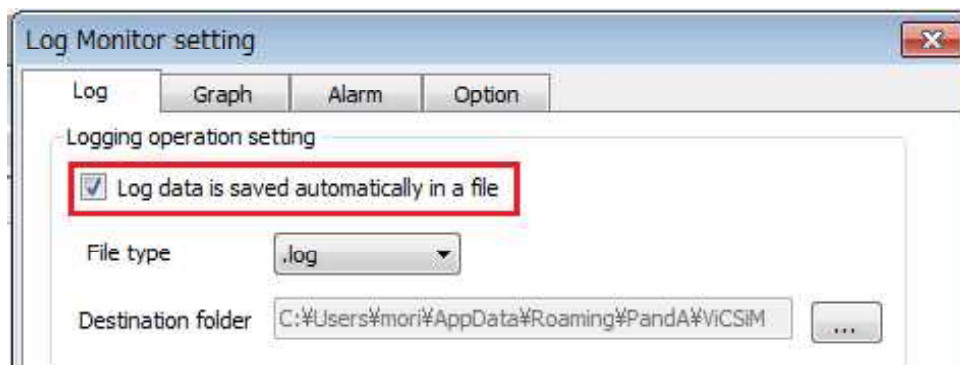 Log Monitor setting
Log Graph Alarm Option
Logging operation setting
Log data is saved automatically in a file
File type .log
Destination folder C:¥Users¥mori¥AppData¥Roaming¥PandA¥ViCSiM ...